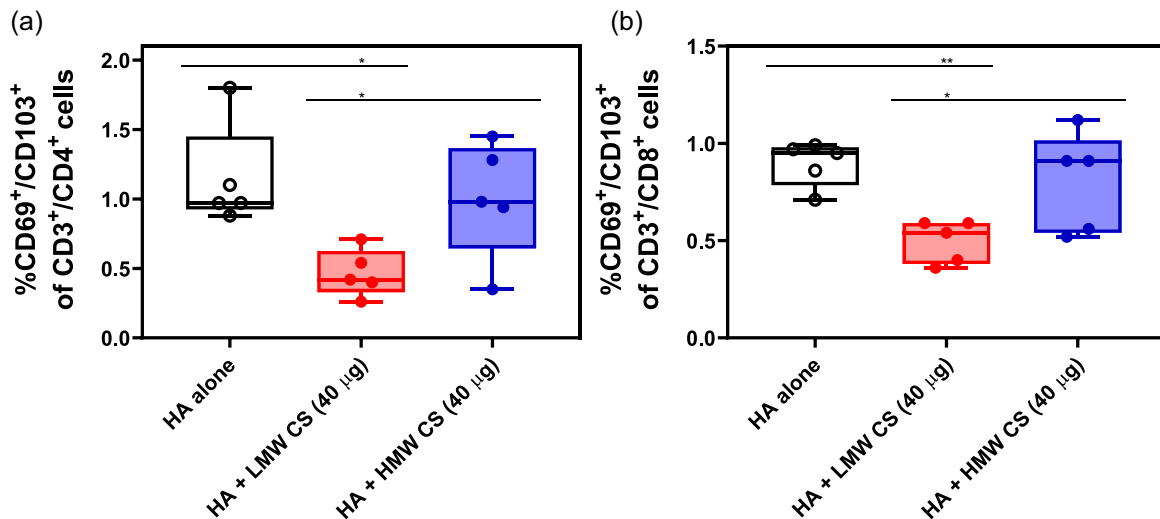 (a)
%CD69⁺/CD103⁺
of CD3⁺/CD4⁺ cells
2.0
1.5
1.0
0.5
0.0
*
*
HA alone
HA + LMW CS (40 μg)
HA + HMW CS (40 μg)
(b)
%CD69⁺/CD103⁺
of CD3⁺/CD8⁺ cells
1.5
1.0
0.5
0.0
**
*
HA alone
HA + LMW CS (40 μg)
HA + HMW CS (40 μg)